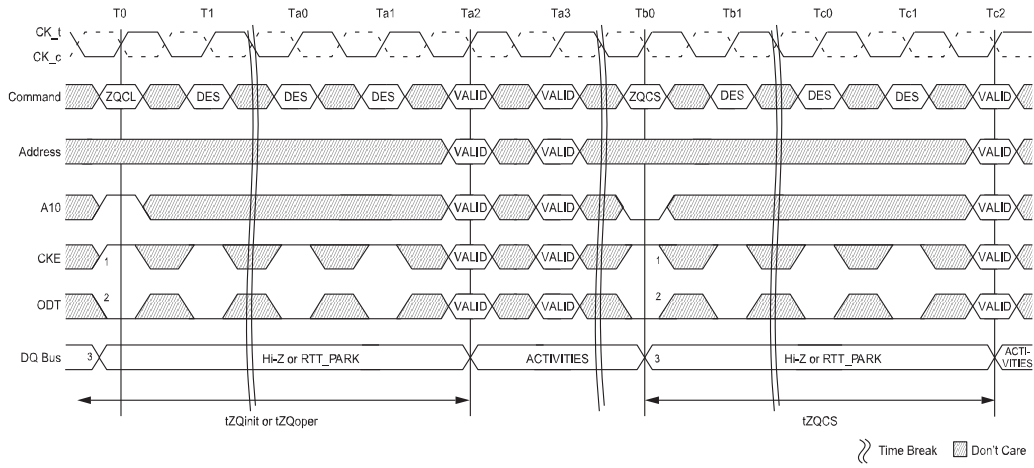 T0 T1 Ta0 Ta1 Ta2 Ta3 Tb0 Tb1 Tc0 Tc1 Tc2
CK_t
CK_c
Command ZQCL DES DES DES VALID VALID ZQCS DES DES DES VALID
Address VALID VALID VALID
A10 VALID VALID VALID
CKE 1 VALID VALID 1 VALID
ODT 2 VALID VALID 2 VALID
DQ Bus 3 Hi-Z or RTT_PARK ACTIVITIES 3 Hi-Z or RTT_PARK ACTI-
VITIES
tZQinit or tZQoper tZQCS
Time Break Don't Care